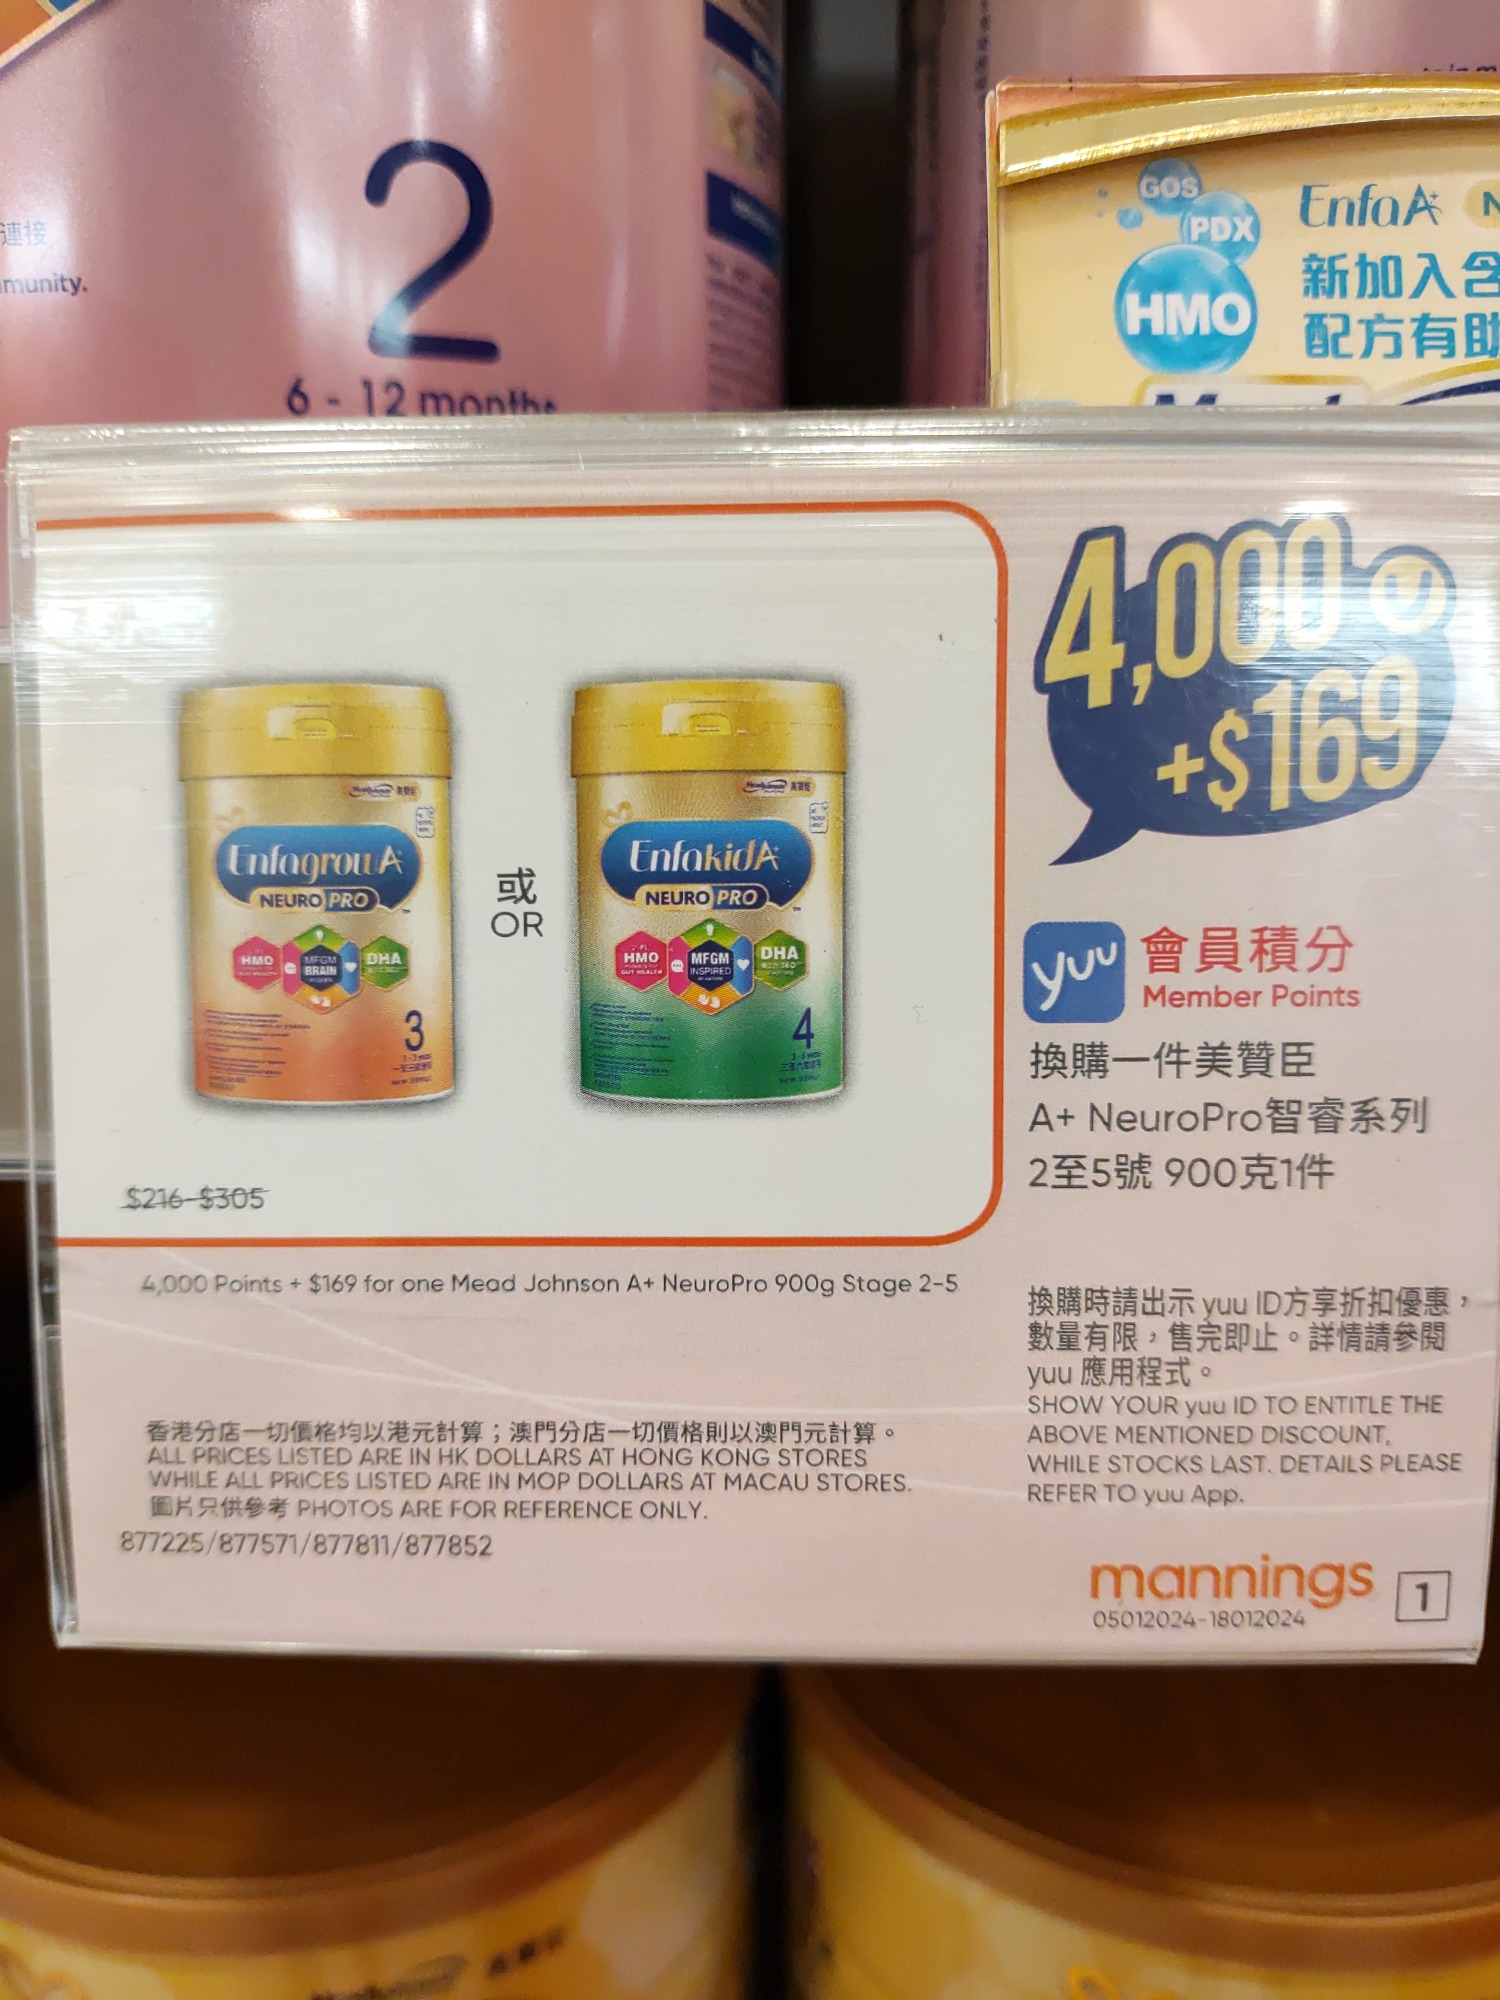 連接
munity.
2
6 - 12 months
GOS
PDX
HMO
EnfaA+
新加入含
配方有助
4,000
+$169
EnfagrowA+
NEURO PRO
HMO
MFGM
BRAIN
DHA
3
或
OR
EnfakidA+
NEURO PRO
HMO
GUT HEALTH
MFGM
INSPIRED
DHA
4
$216-$305
yuu 會員積分
Member Points
換購一件美贊臣
A+ NeuroPro智睿系列
2至5號 900克1件
4,000 Points + $169 for one Mead Johnson A+ NeuroPro 900g Stage 2-5
換購時請出示 yuu ID方享折扣優惠，
數量有限，售完即止。詳情請參閱
yuu 應用程式。
SHOW YOUR yuu ID TO ENTITLE THE
ABOVE MENTIONED DISCOUNT,
WHILE STOCKS LAST. DETAILS PLEASE
REFER TO yuu App.
香港分店一切價格均以港元計算；澳門分店一切價格則以澳門元計算。
ALL PRICES LISTED ARE IN HK DOLLARS AT HONG KONG STORES
WHILE ALL PRICES LISTED ARE IN MOP DOLLARS AT MACAU STORES.
圖片只供參考 PHOTOS ARE FOR REFERENCE ONLY.
877225/877571/877811/877852
mannings 1
05012024-18012024